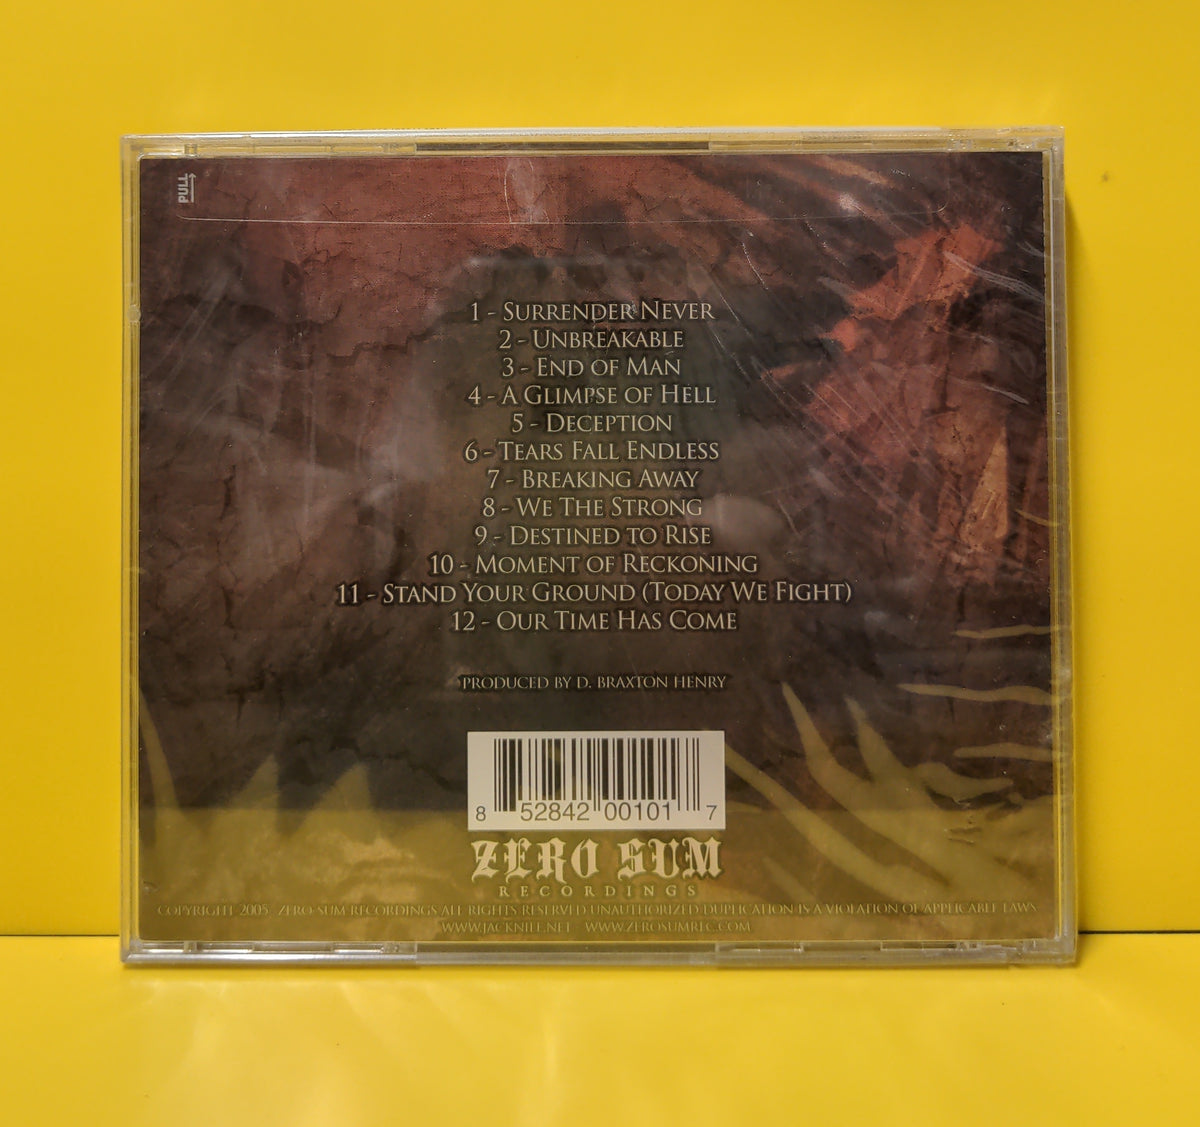 PULL
1 - SURRENDER NEVER
2 - UNBREAKABLE
3 - END OF MAN
4 - A GLIMPSE OF HELL
5 - DECEPTION
6 - TEARS FALL ENDLESS
7 - BREAKING AWAY
8 - WE THE STRONG
9 - DESTINED TO RISE
10 - MOMENT OF RECKONING
11 - STAND YOUR GROUND (TODAY WE FIGHT)
12 - OUR TIME HAS COME
PRODUCED BY D. BRAXTON HENRY
8 52842 00101 7
ZERO SUM
RECORDINGS
COPYRIGHT 2005 ZERO SUM RECORDINGS ALL RIGHTS RESERVED UNAUTHORIZED DUPLICATION IS A VIOLATION OF APPLICABLE LAWS
WWW.JACKNIFE.NET - WWW.ZEROSUMREC.COM